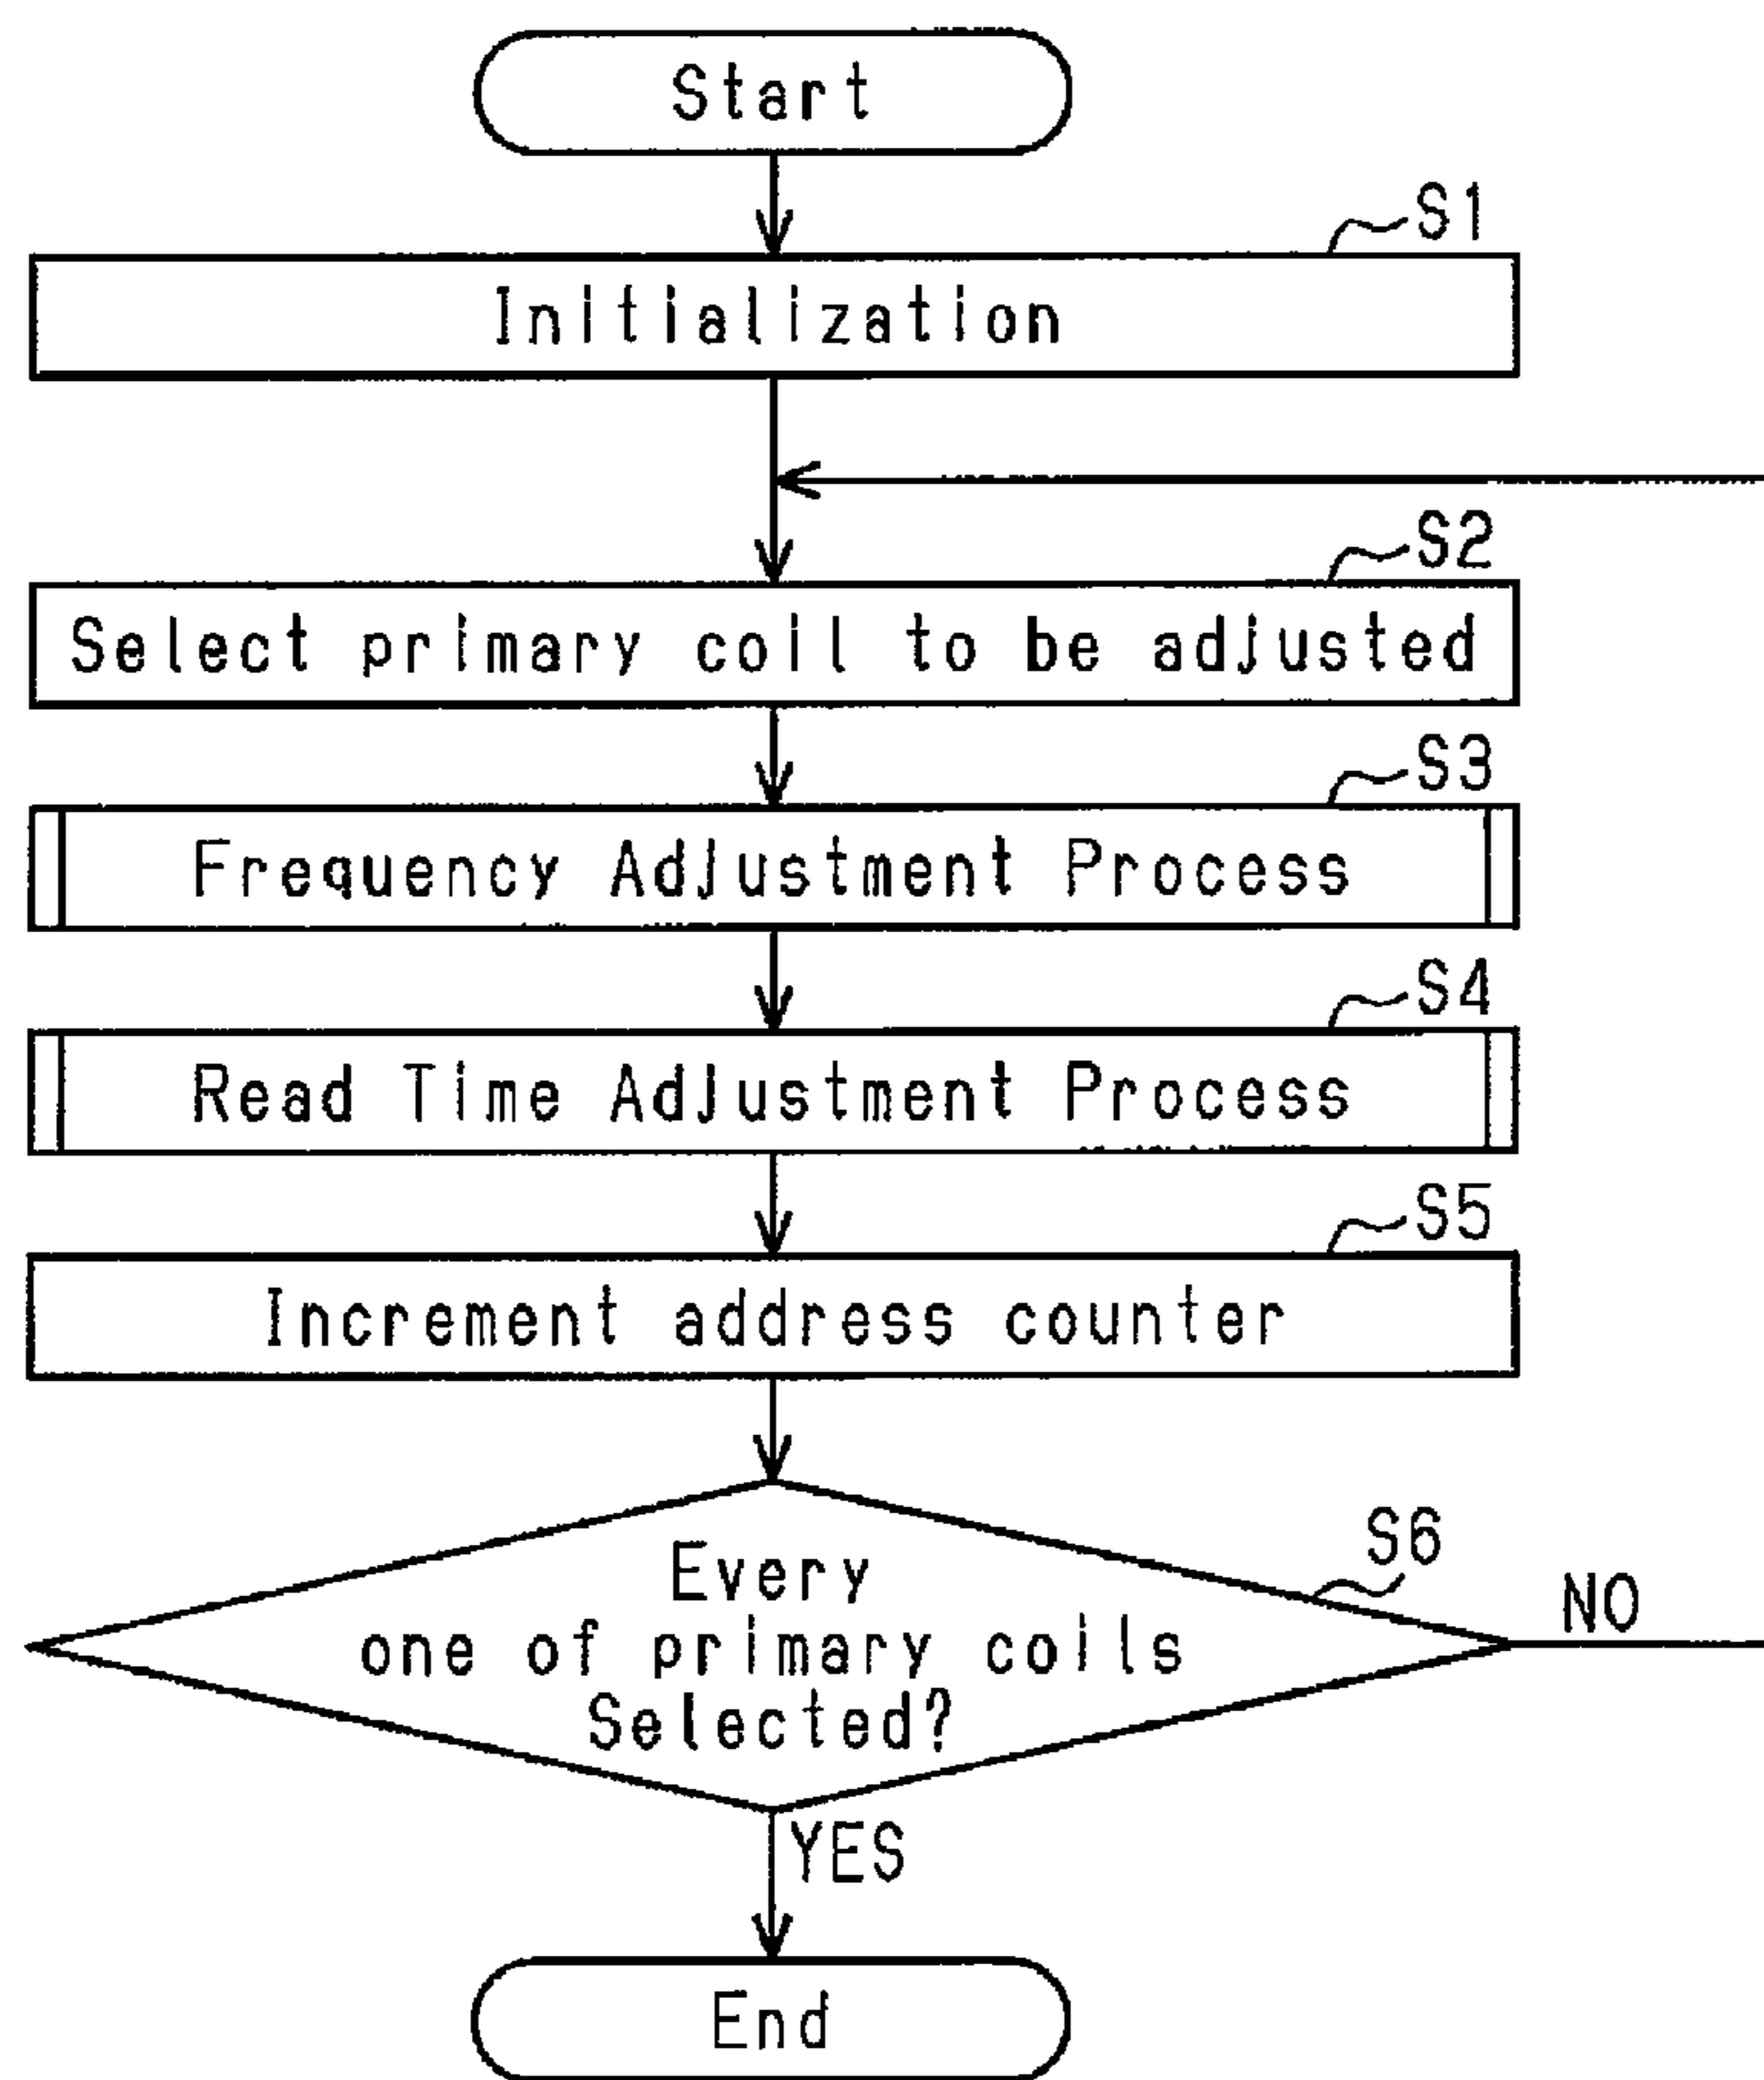 Start
S1
Initialization
S2
Select primary coil to be adjusted
S3
Frequency Adjustment Process
S4
Read Time Adjustment Process
S5
Increment address counter
S6
Every
one of primary coils
Selected?
NO
YES
End